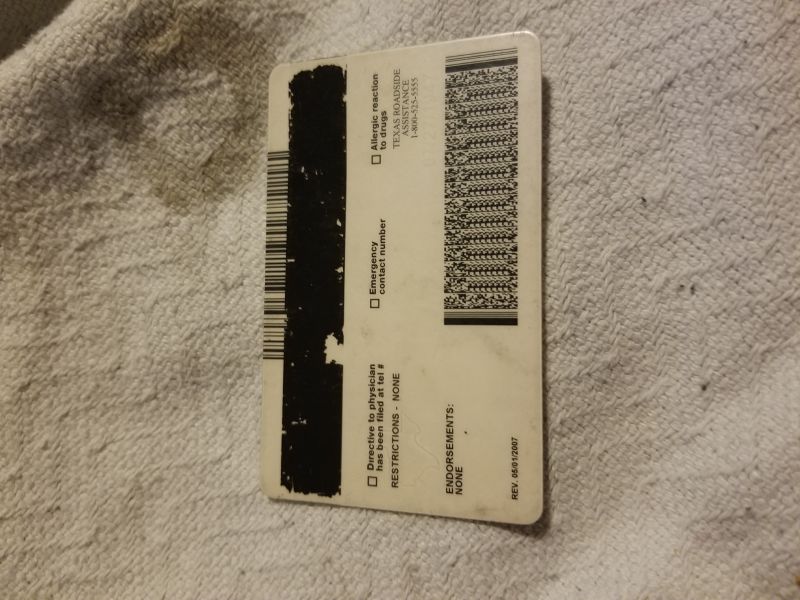 Directive to physician
has been filed at tel #
Emergency
contact number
Allergic reaction
to drugs
RESTRICTIONS - NONE
TEXAS ROADSIDE
ASSISTANCE
1-800-525-5555
ENDORSEMENTS:
NONE
REV. 05/01/2007